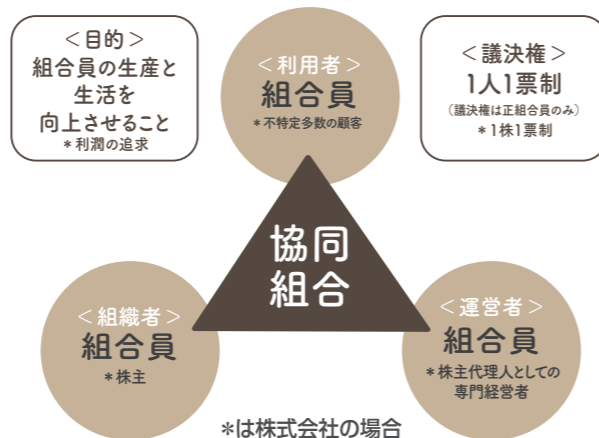 ＜目的＞
組合員の生産と
生活を
向上させること
＊利潤の追求
＜利用者＞
組合員
＊不特定多数の顧客
＜議決権＞
1人1票制
（議決権は正組合員のみ）
＊1株1票制
協同
組合
＜組織者＞
組合員
＊株主
＜運営者＞
組合員
＊株主代理人としての
専門経営者
＊は株式会社の場合